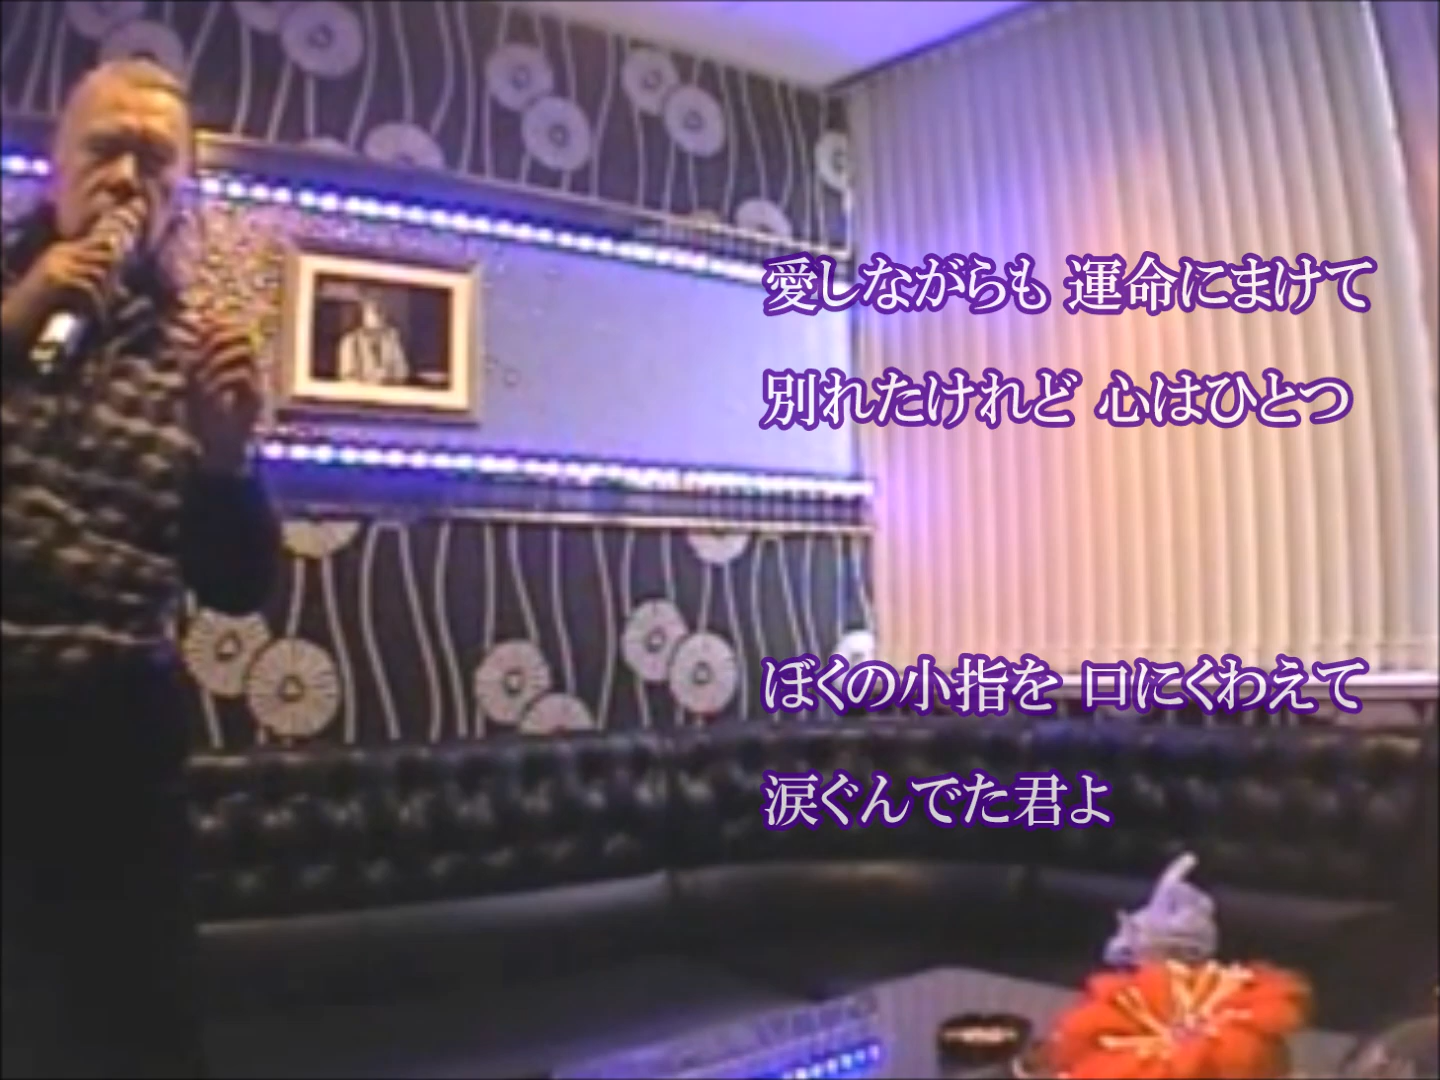 愛しながらも 運命にまけて
別れたけれど 心はひとつ
ぼくの小指を 口にくわえて
涙ぐんでた君よ